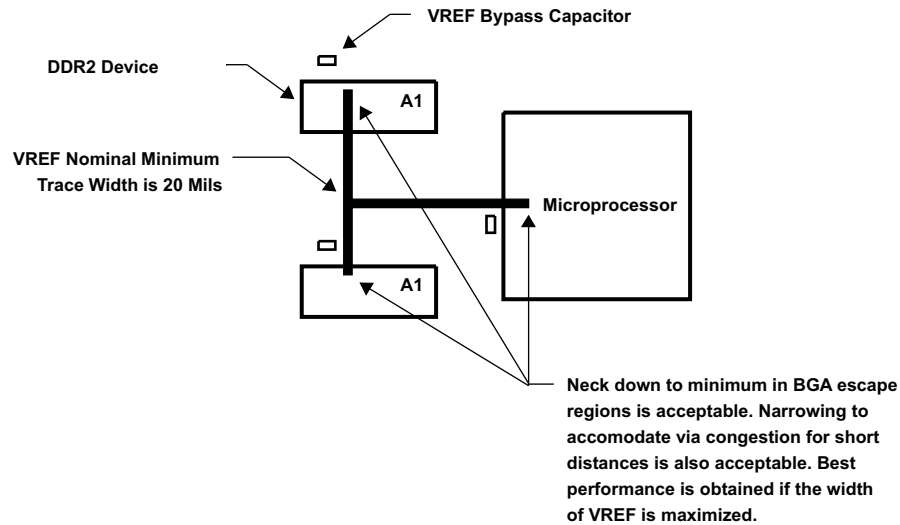 VREF Bypass Capacitor
DDR2 Device
A1
VREF Nominal Minimum
Trace Width is 20 Mils
Microprocessor
A1
Neck down to minimum in BGA escape
regions is acceptable. Narrowing to
accomodate via congestion for short
distances is also acceptable. Best
performance is obtained if the width
of VREF is maximized.